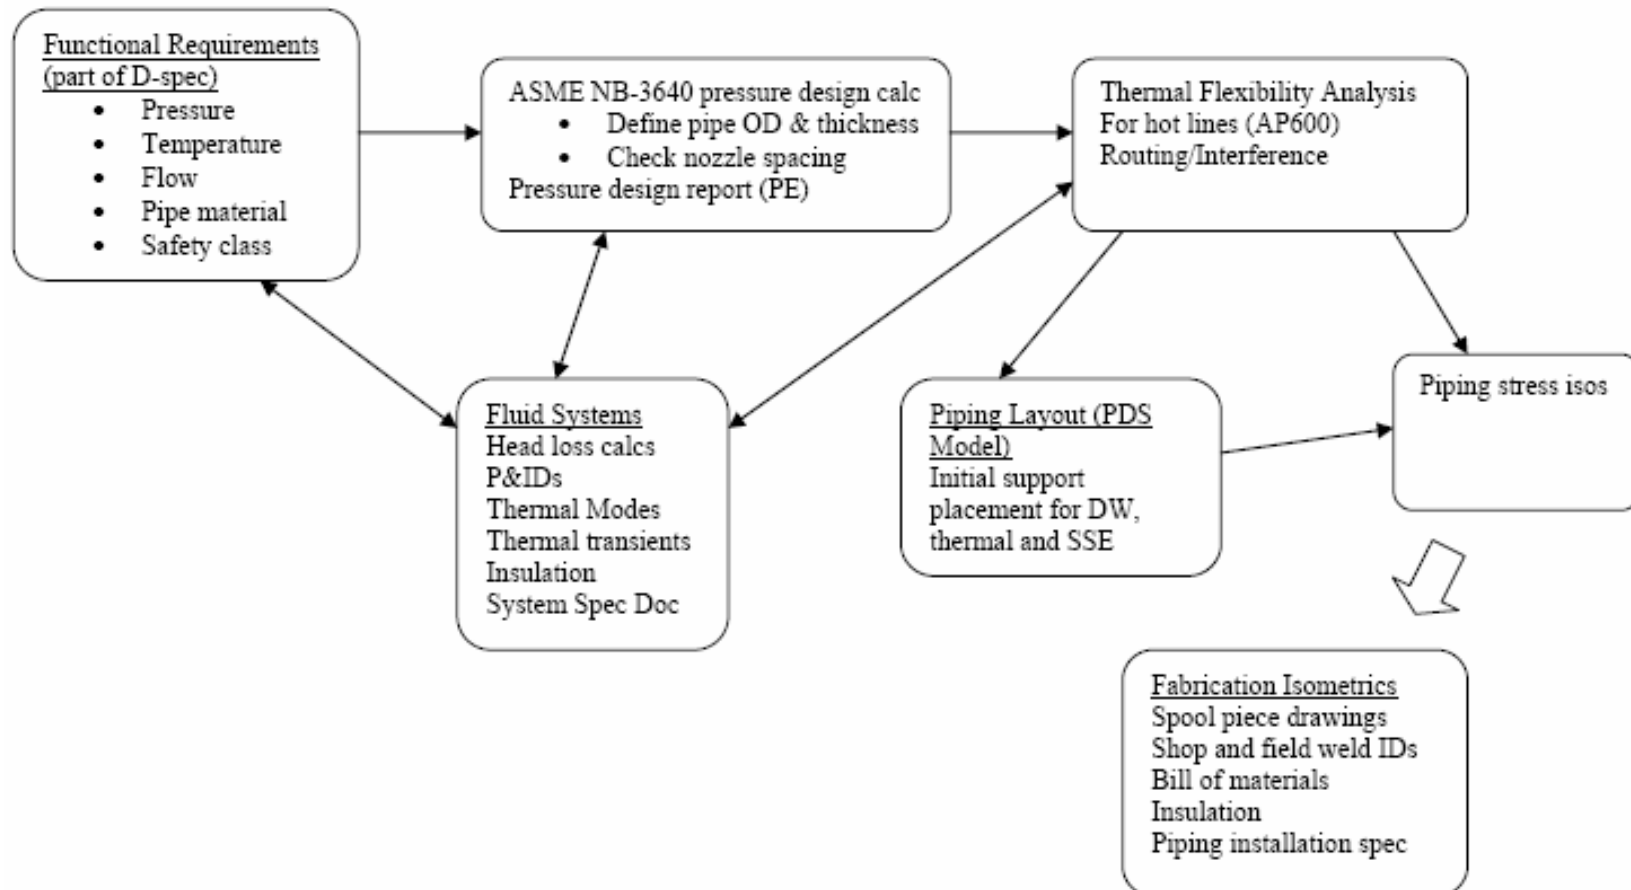 Functional Requirements
(part of D-spec)
• Pressure
• Temperature
• Flow
• Pipe material
• Safety class
ASME NB-3640 pressure design calc
• Define pipe OD & thickness
• Check nozzle spacing
Pressure design report (PE)
Thermal Flexibility Analysis
For hot lines (AP600)
Routing/Interference
Fluid Systems
Head loss calcs
P&IDs
Thermal Modes
Thermal transients
Insulation
System Spec Doc
Piping Layout (PDS
Model)
Initial support
placement for DW,
thermal and SSE
Piping stress isos
Fabrication Isometrics
Spool piece drawings
Shop and field weld IDs
Bill of materials
Insulation
Piping installation spec